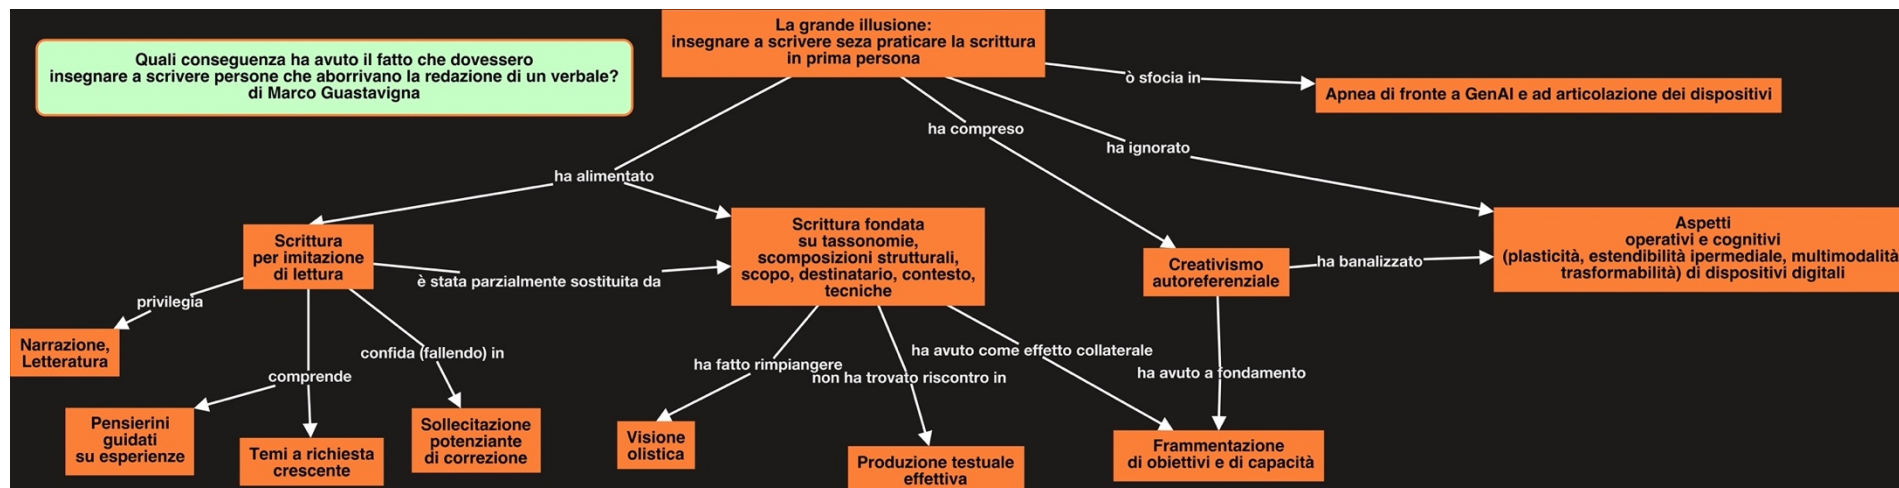 La grande illusione:
insegnare a scrivere seza praticare la scrittura
in prima persona
Quali conseguenza ha avuto il fatto che dovessero
insegnare a scrivere persone che aborrivano la redazione di un verbale?
di Marco Guastavigna
ò sfocia in
Apnea di fronte a GenAI e ad articolazione dei dispositivi
ha compreso
ha ignorato
ha alimentato
Scrittura
per imitazione
di lettura
Scrittura fondata
su tassonomie,
scomposizioni strutturali,
scopo, destinatario, contesto,
tecniche
Creativismo
autoreferenziale
Aspetti
operativi e cognitivi
(plasticità, estendibilità ipermediale, multimodalità
trasformabilità) di dispositivi digitali
ha banalizzato
è stata parzialmente sostituita da
privilegia
Narrazione,
Letteratura
confida (fallendo) in
comprende
ha fatto rimpiangere
ha avuto come effetto collaterale
non ha trovato riscontro in
ha avuto a fondamento
Pensierini
guidati
su esperienze
Temi a richiesta
crescente
Sollecitazione
potenziante
di correzione
Visione
olistica
Produzione testuale
effettiva
Frammentazione
di obiettivi e di capacità